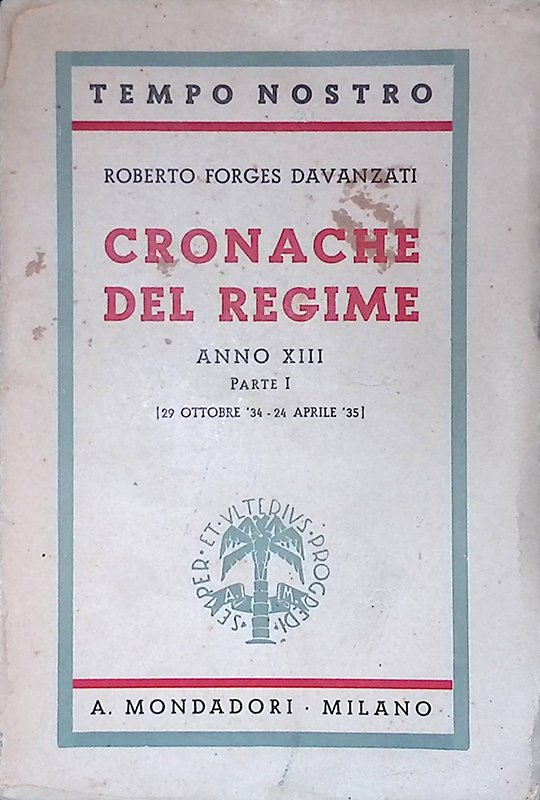 TEMPO NOSTRO
ROBERTO FORGES DAVANZATI
CRONACHE
DEL REGIME
ANNO XIII
PARTE I
[29 OTTOBRE '34 - 24 APRILE '35]
SEMPER·ET·VLTERIVS·PROGREDI·
A. M.
A. MONDADORI · MILANO